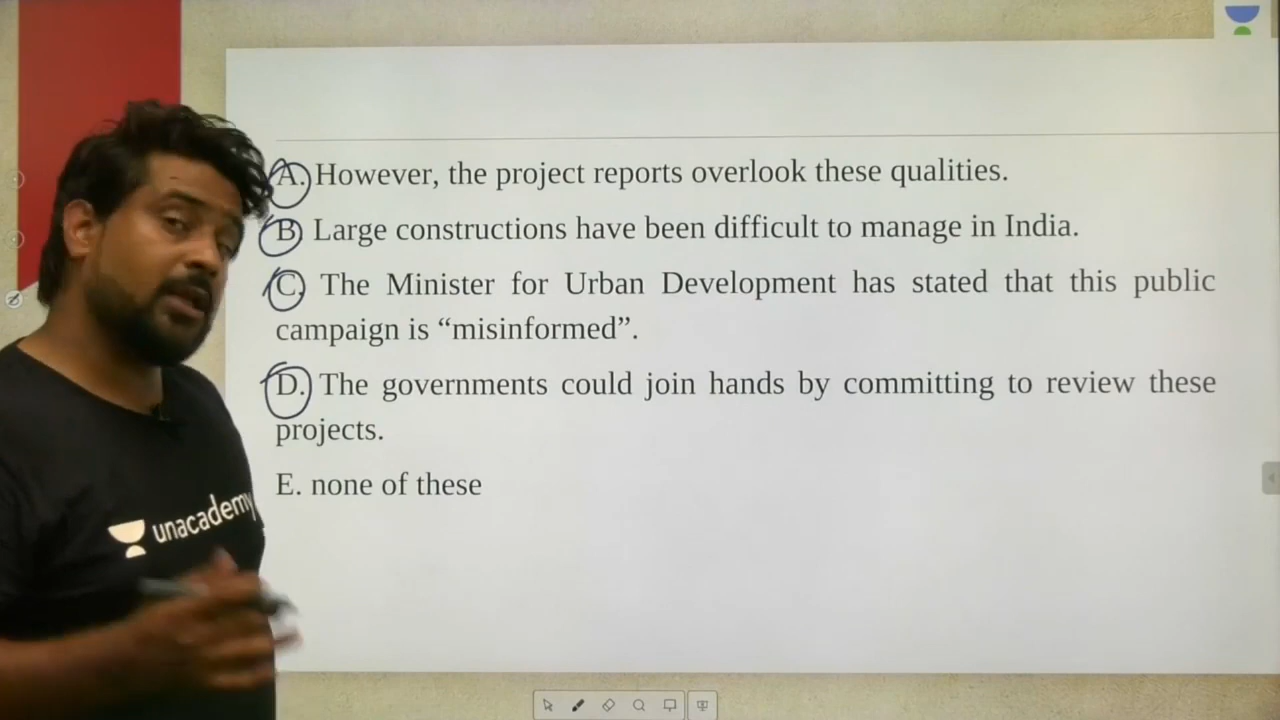 A. However, the project reports overlook these qualities.
B Large constructions have been difficult to manage in India.
C The Minister for Urban Development has stated that this public
campaign is “misinformed”.
D. The governments could join hands by committing to review these
projects.
E. none of these
unacademy